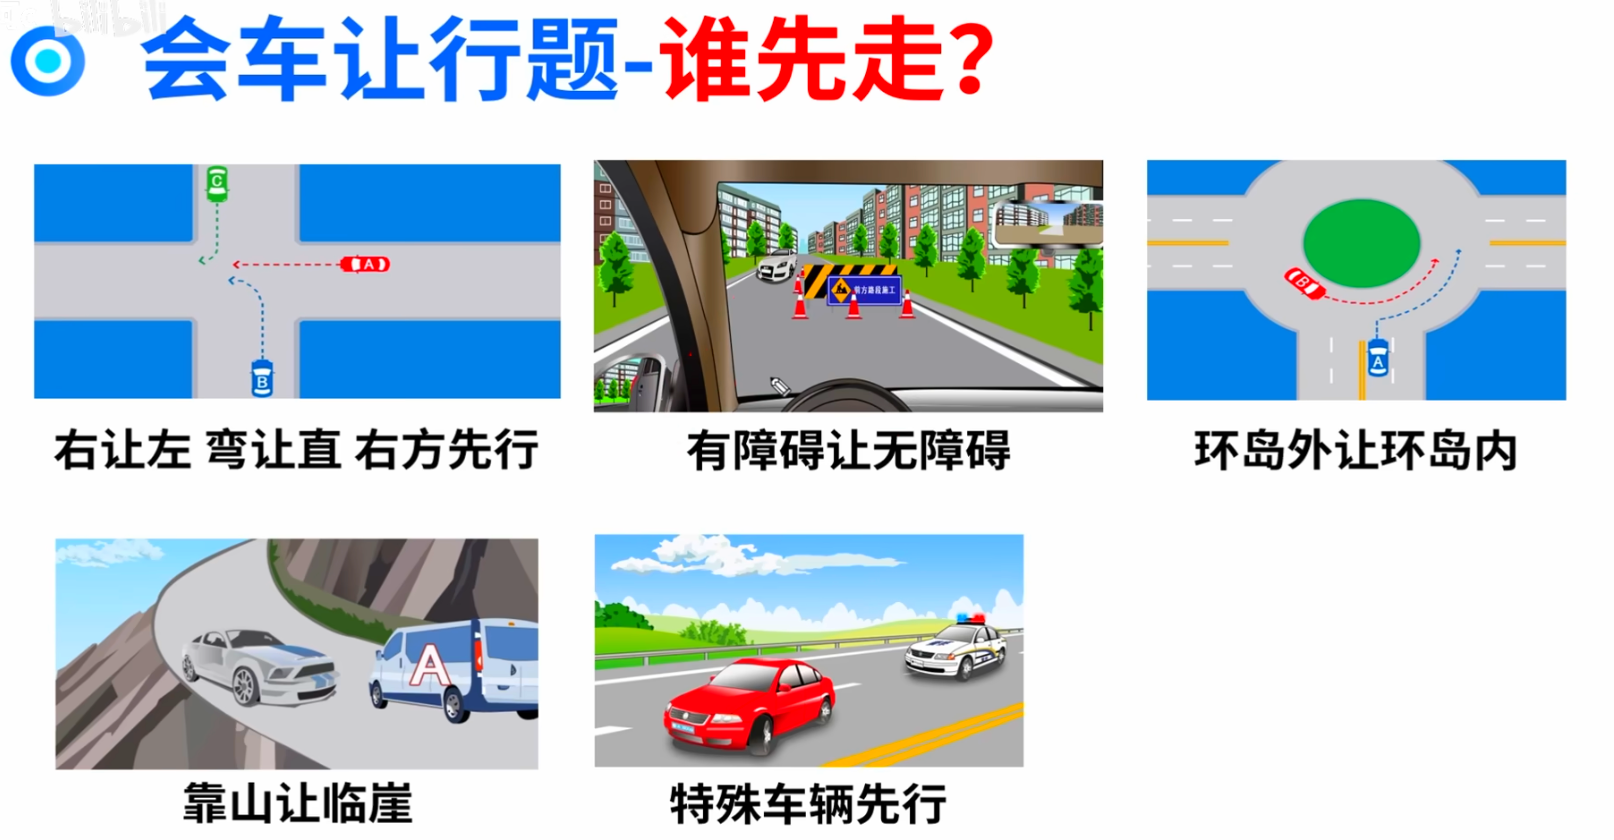 bilibili
会车让行题-谁先走？
C
A
B
前方路段施工
B
A
右让左 弯让直 右方先行
有障碍让无障碍
环岛外让环岛内
A
靠山让临崖
特殊车辆先行